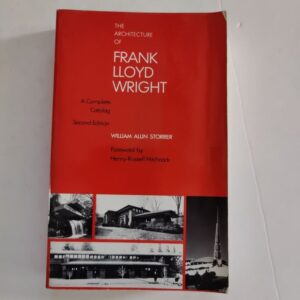 THE
ARCHITECTURE
OF
FRANK
LLOYD
WRIGHT
A Complete
Catalog
Second Edition
WILLIAM ALLIN STORRER
Foreword by
Henry-Russell Hitchcock